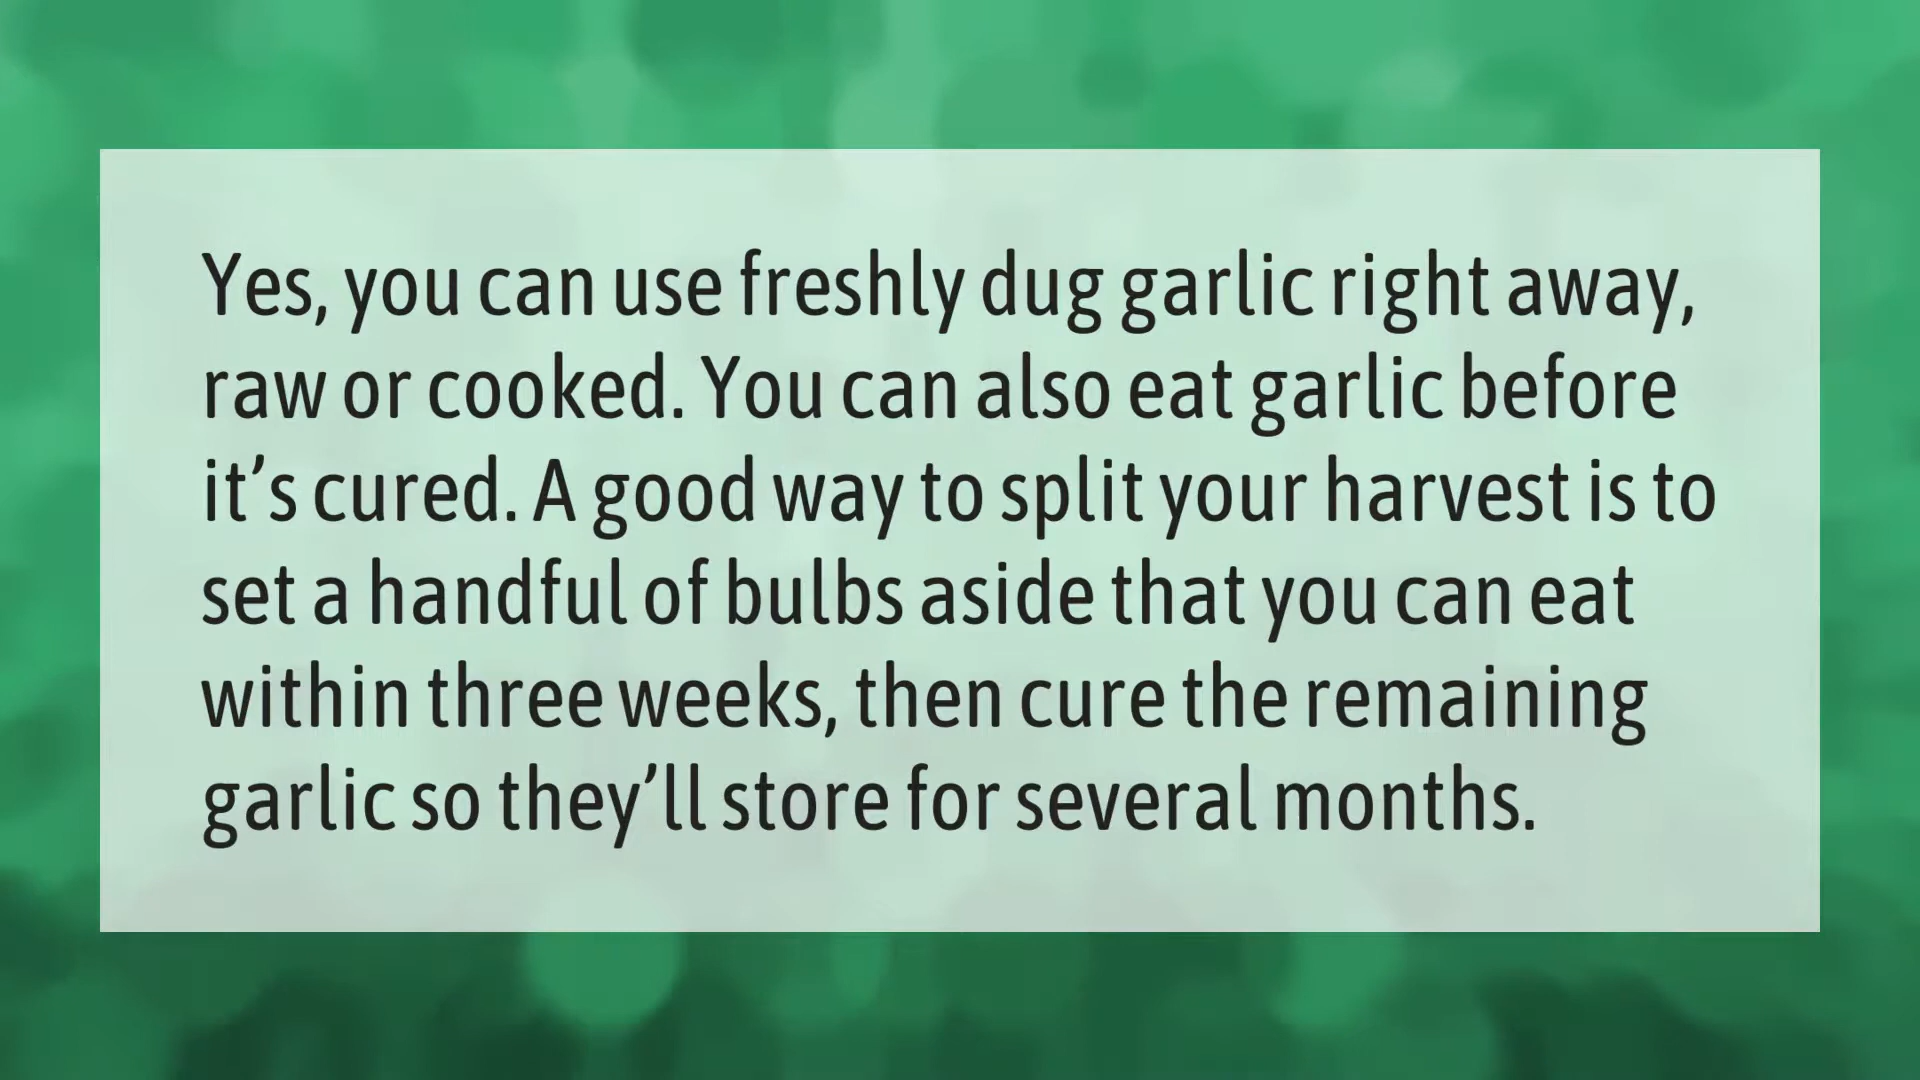 Yes, you can use freshly dug garlic right away,
raw or cooked. You can also eat garlic before
it’s cured. A good way to split your harvest is to
set a handful of bulbs aside that you can eat
within three weeks, then cure the remaining
garlic so they’ll store for several months.